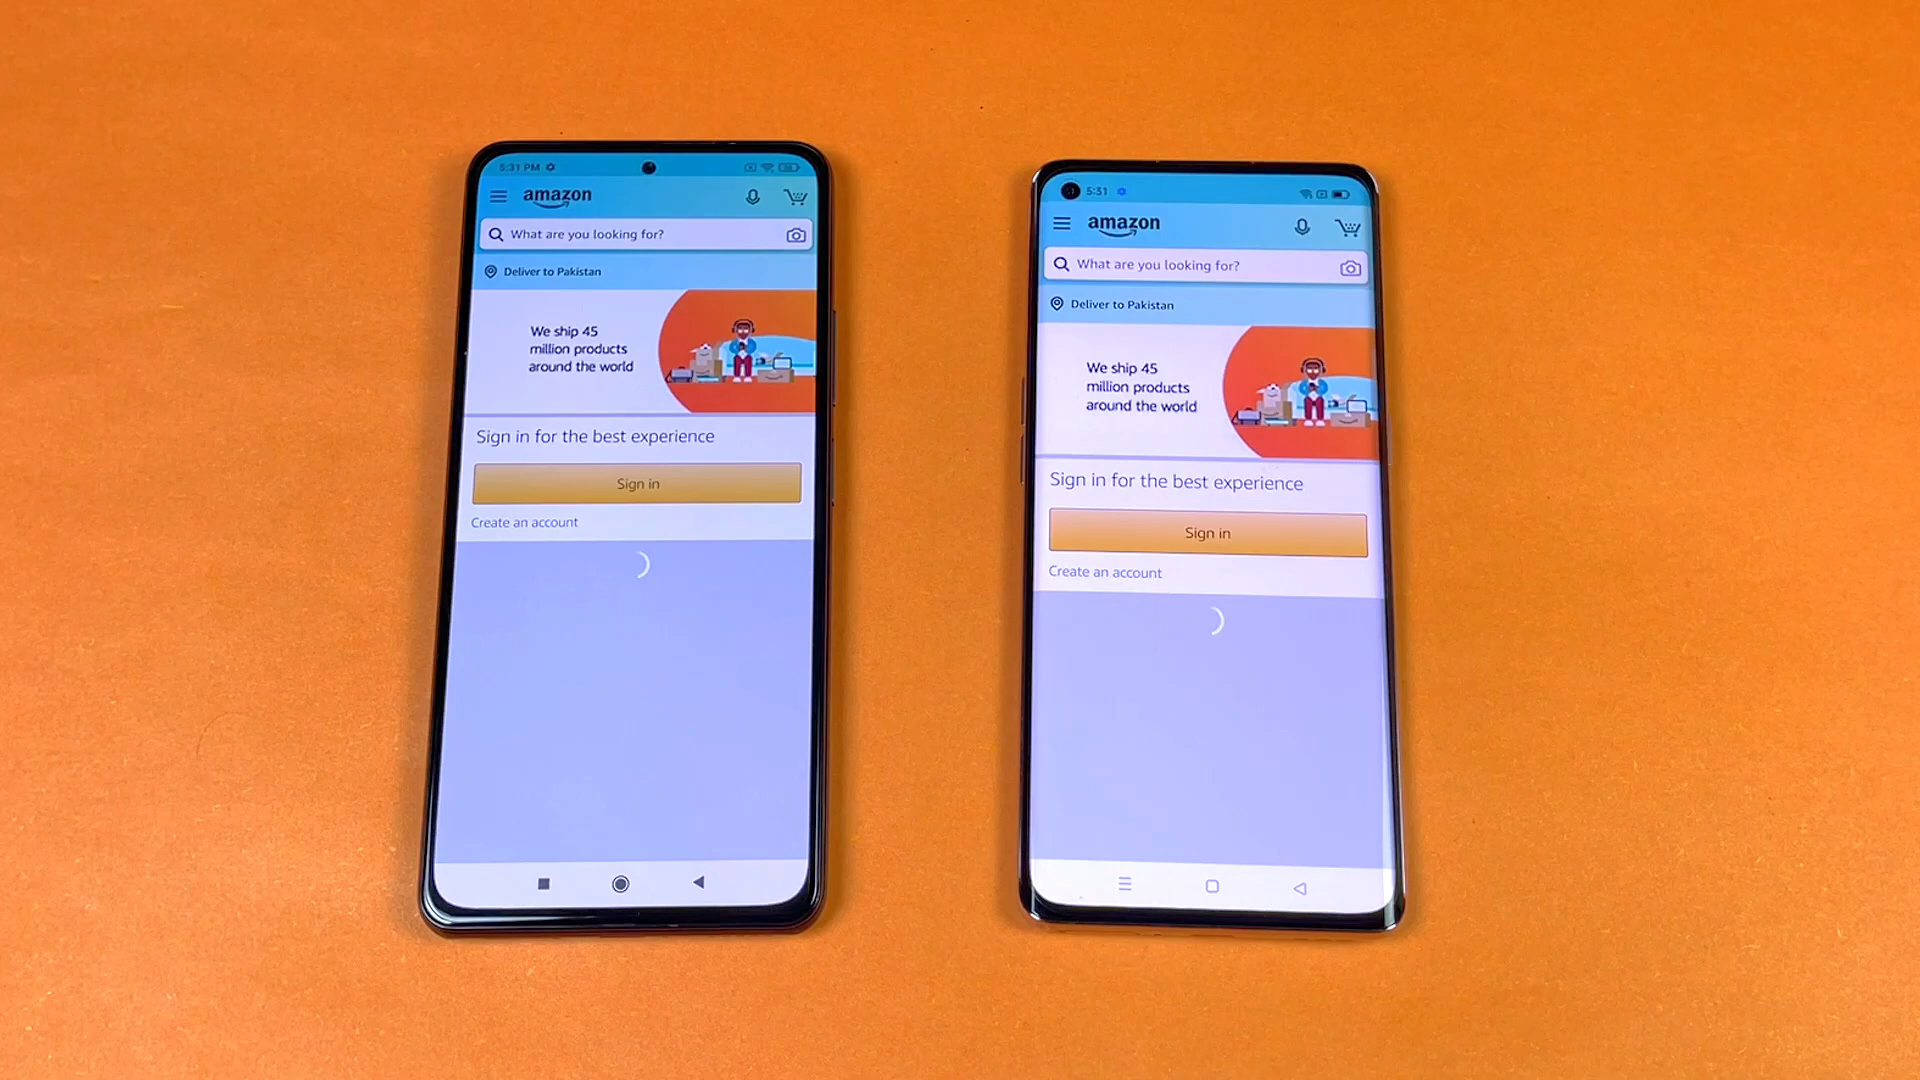 5:31 PM
amazon
What are you looking for?
Deliver to Pakistan
We ship 45
million products
around the world
Sign in for the best experience
Sign in
Create an account
5:31
amazon
What are you looking for?
Deliver to Pakistan
We ship 45
million products
around the world
Sign in for the best experience
Sign in
Create an account